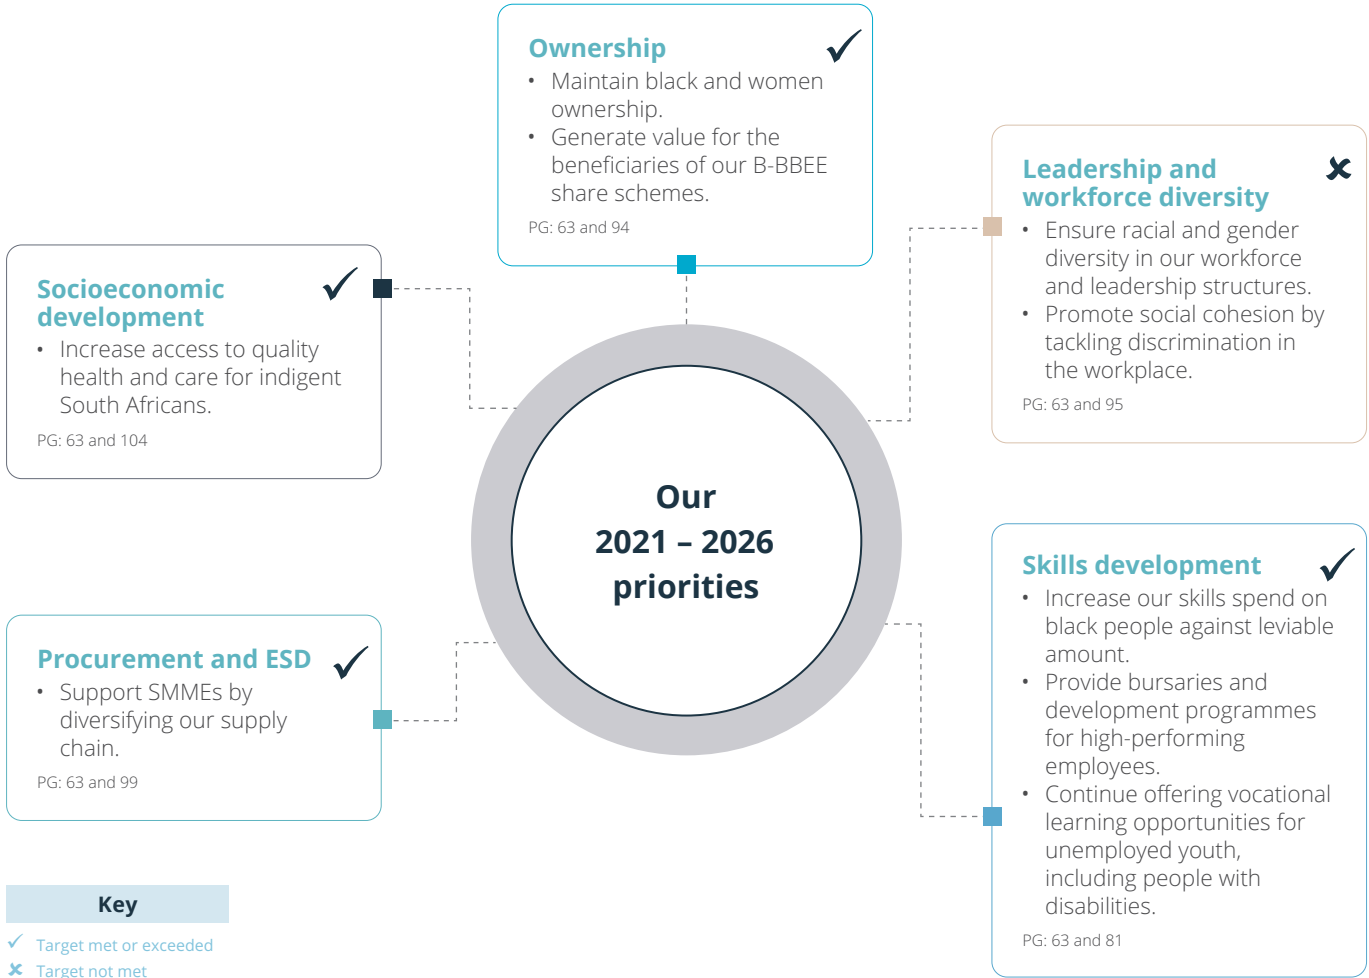 Ownership
• Maintain black and women
ownership.
• Generate value for the
beneficiaries of our B-BBEE
share schemes.
PG: 63 and 94
Leadership and
workforce diversity
• Ensure racial and gender
diversity in our workforce
and leadership structures.
• Promote social cohesion by
tackling discrimination in
the workplace.
PG: 63 and 95
Socioeconomic
development
• Increase access to quality
health and care for indigent
South Africans.
PG: 63 and 104
Our
2021 – 2026
priorities
Skills development
• Increase our skills spend on
black people against leviable
amount.
• Provide bursaries and
development programmes
for high-performing
employees.
• Continue offering vocational
learning opportunities for
unemployed youth,
including people with
disabilities.
PG: 63 and 81
Procurement and ESD
• Support SMMEs by
diversifying our supply
chain.
PG: 63 and 99
Key
✓ Target met or exceeded
✘ Target not met